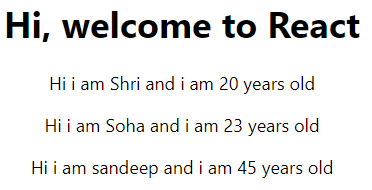 Hi, welcome to React
Hi i am Shri and i am 20 years old
Hi i am Soha and i am 23 years old
Hi i am sandeep and i am 45 years old